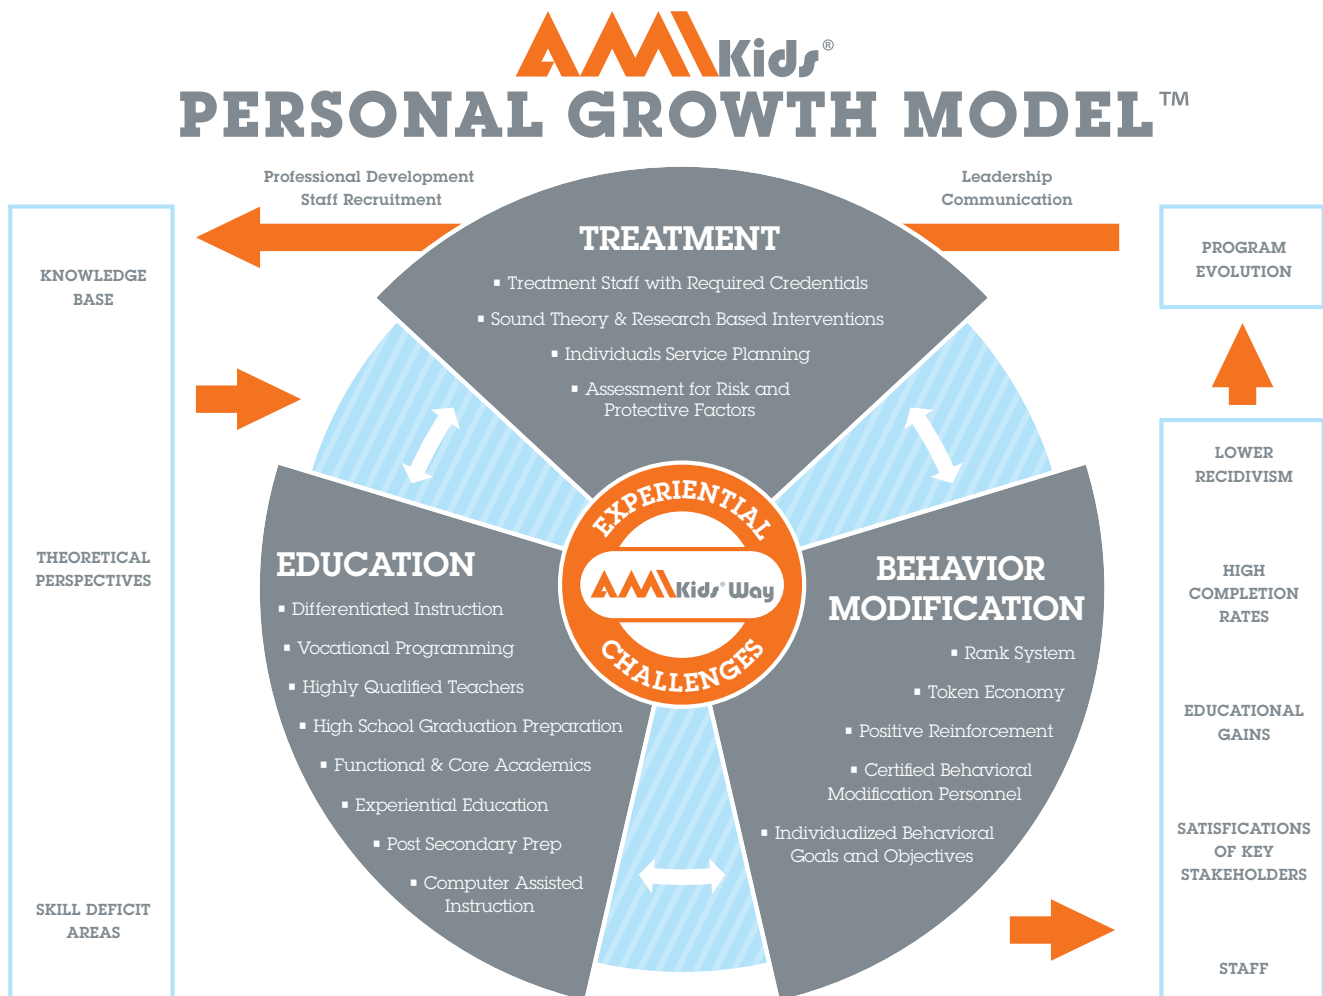 AMIKids®
PERSONAL GROWTH MODEL™
Professional Development
Staff Recruitment
Leadership
Communication
KNOWLEDGE
BASE
THEORETICAL
PERSPECTIVES
SKILL DEFICIT
AREAS
TREATMENT
▪ Treatment Staff with Required Credentials
▪ Sound Theory & Research Based Interventions
▪ Individuals Service Planning
▪ Assessment for Risk and
Protective Factors
EXPERIENTIAL
AMIKids® Way
CHALLENGES
EDUCATION
▪ Differentiated Instruction
▪ Vocational Programming
▪ Highly Qualified Teachers
▪ High School Graduation Preparation
▪ Functional & Core Academics
▪ Experiential Education
▪ Post Secondary Prep
▪ Computer Assisted
Instruction
BEHAVIOR
MODIFICATION
▪ Rank System
▪ Token Economy
▪ Positive Reinforcement
▪ Certified Behavioral
Modification Personnel
▪ Individualized Behavioral
Goals and Objectives
PROGRAM
EVOLUTION
LOWER
RECIDIVISM
HIGH
COMPLETION
RATES
EDUCATIONAL
GAINS
SATISFICATIONS
OF KEY
STAKEHOLDERS
STAFF